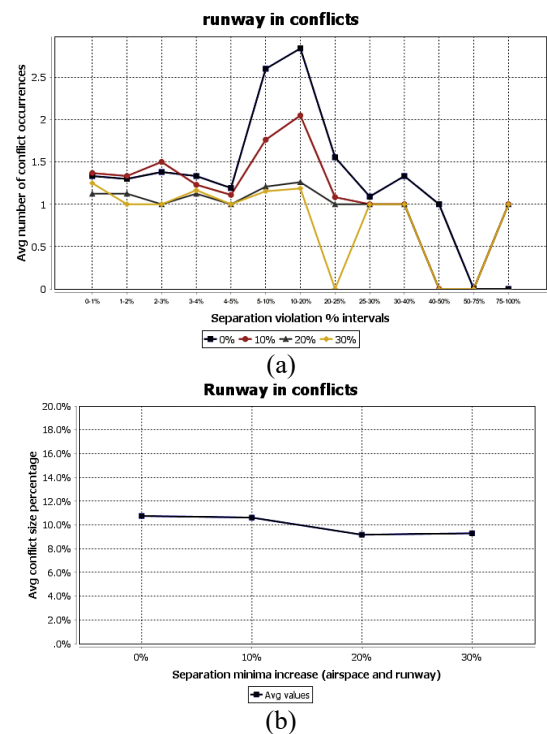 runway in conflicts
Avg number of conflict occurrences
2.5
2
1.5
1
0.5
0
0-1% 1-2% 2-3% 3-4% 4-5% 5-10% 10-20% 20-25% 25-30% 30-40% 40-50% 50-75% 75-100%
Separation violation % intervals
0% 10% 20% 30%
(a)
Runway in conflicts
Avg conflict size percentage
20.0%
18.0%
16.0%
14.0%
12.0%
10.0%
8.0%
6.0%
4.0%
2.0%
.0%
0% 10% 20% 30%
Separation minima increase (airspace and runway)
Avg values
(b)